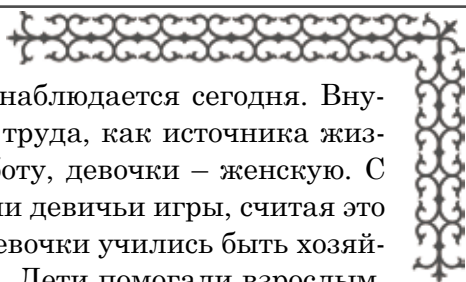 наблюдается сегодня. Вну-
труда, как источника жиз-
боту, девочки – женскую. С
ли девичьи игры, считая это
евочки учились быть хозяй-
Дети помогали взрослым,